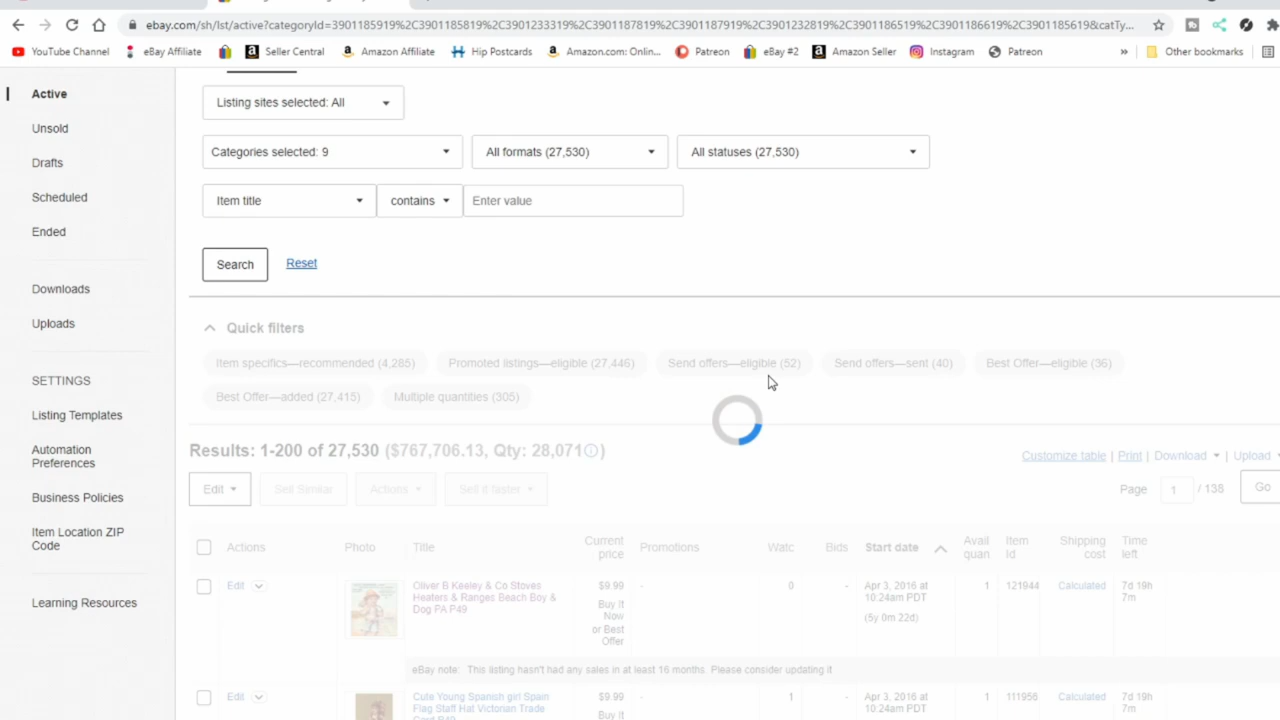 ebay.com/sh/lst/active?categoryId=3901185919%2C3901185819%2C3901233319%2C3901187819%2C3901187919%2C3901232819%2C3901186519%2C3901186619%2C3901185619&catTy...
YouTube Channel eBay Affiliate Seller Central Amazon Affiliate Hip Postcards Amazon.com: Onlin... Patreon eBay #2 Amazon Seller Instagram Patreon » Other bookmarks
Active
Unsold
Drafts
Scheduled
Ended
Downloads
Uploads
SETTINGS
Listing Templates
Automation
Preferences
Business Policies
Item Location ZIP
Code
Learning Resources
Listing sites selected: All
Categories selected: 9 All formats (27,530) All statuses (27,530)
Item title contains Enter value
Search Reset
Quick filters
Item specifics—recommended (4,285) Promoted listings—eligible (27,446) Send offers—eligible (52) Send offers—sent (40) Best Offer—eligible (36)
Best Offer—added (27,415) Multiple quantities (305)
Results: 1-200 of 27,530 ($767,706.13, Qty: 28,071)
Customize table | Print | Download | Upload
Edit Sell Similar Actions Sell it faster
Page 1 / 138 Go
Actions Photo Title Current price Promotions Watc Bids Start date Avail quan Item Id Shipping cost Time left
Edit
Oliver B Keeley & Co Stoves
Heaters & Ranges Beach Boy &
Dog PA P49
$9.99
Buy It
Now
or Best
Offer
-
0
-
Apr 3, 2016 at
10:24am PDT
(5y 0m 22d)
1
121944
Calculated
7d 19h
7m
eBay note: This listing hasn't had any sales in at least 16 months. Please consider updating it
Edit
Cute Young Spanish girl Spain
Flag Staff Hat Victorian Trade
Card P49
$9.99
Buy It
-
1
-
Apr 3, 2016 at
10:24am PDT
1
111956
Calculated
7d 19h
7m